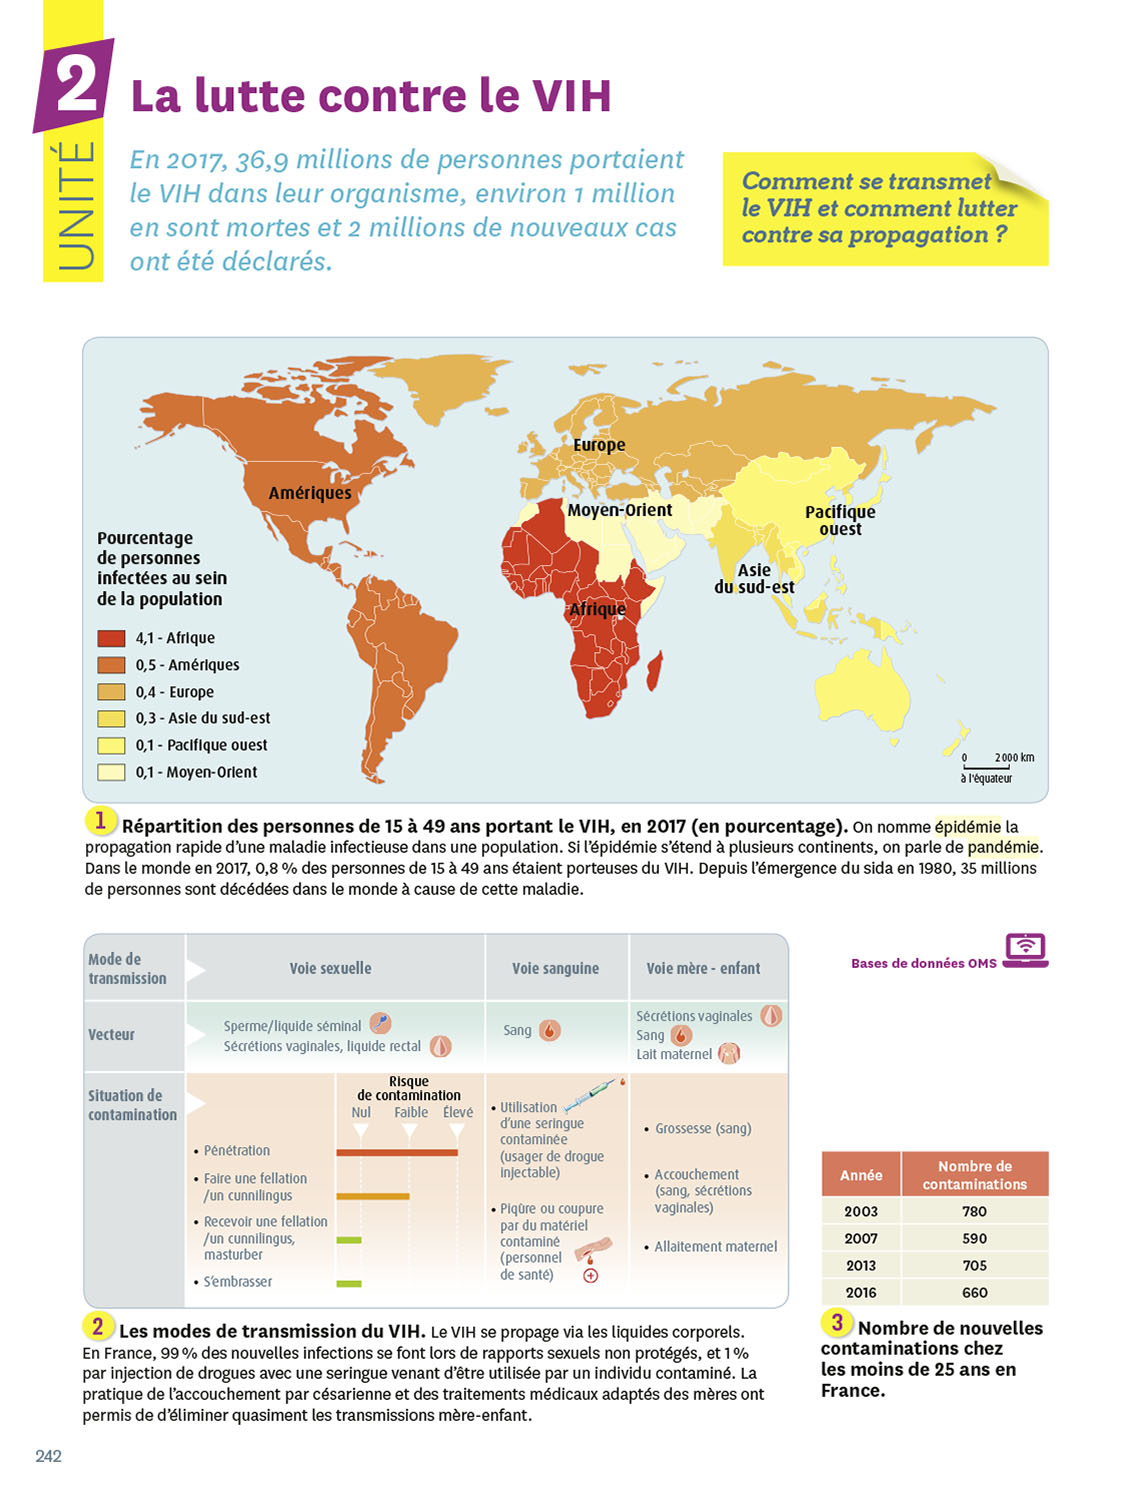 2
UNITÉ
La lutte contre le VIH
En 2017, 36,9 millions de personnes portaient
le VIH dans leur organisme, environ 1 million
en sont mortes et 2 millions de nouveaux cas
ont été déclarés.
Comment se transmet
le VIH et comment lutter
contre sa propagation ?
Europe
Amériques
Moyen-Orient
Pacifique
ouest
Asie
du sud-est
Afrique
Pourcentage
de personnes
infectées au sein
de la population
4,1 - Afrique
0,5 - Amériques
0,4 - Europe
0,3 - Asie du sud-est
0,1 - Pacifique ouest
0,1 - Moyen-Orient
0 2 000 km
à l'équateur
1 Répartition des personnes de 15 à 49 ans portant le VIH, en 2017 (en pourcentage). On nomme épidémie la
propagation rapide d'une maladie infectieuse dans une population. Si l'épidémie s'étend à plusieurs continents, on parle de pandémie.
Dans le monde en 2017, 0,8 % des personnes de 15 à 49 ans étaient porteuses du VIH. Depuis l'émergence du sida en 1980, 35 millions
de personnes sont décédées dans le monde à cause de cette maladie.
Mode de
transmission
Voie sexuelle
Voie sanguine
Voie mère - enfant
Vecteur
Sperme/liquide séminal
Sécrétions vaginales, liquide rectal
Sang
Sécrétions vaginales
Sang
Lait maternel
Situation de
contamination
Risque
de contamination
Nul Faible Élevé
• Pénétration
• Faire une fellation
/un cunnilingus
• Recevoir une fellation
/un cunnilingus,
masturber
• S'embrasser
• Utilisation
d'une seringue
contaminée
(usager de drogue
injectable)
• Piqûre ou coupure
par du matériel
contaminé
(personnel
de santé)
• Grossesse (sang)
• Accouchement
(sang, sécrétions
vaginales)
• Allaitement maternel
2 Les modes de transmission du VIH. Le VIH se propage via les liquides corporels.
En France, 99 % des nouvelles infections se font lors de rapports sexuels non protégés, et 1 %
par injection de drogues avec une seringue venant d'être utilisée par un individu contaminé. La
pratique de l'accouchement par césarienne et des traitements médicaux adaptés des mères ont
permis de d'éliminer quasiment les transmissions mère-enfant.
Bases de données OMS
Année Nombre de
contaminations
2003 780
2007 590
2013 705
2016 660
3 Nombre de nouvelles
contaminations chez
les moins de 25 ans en
France.
242